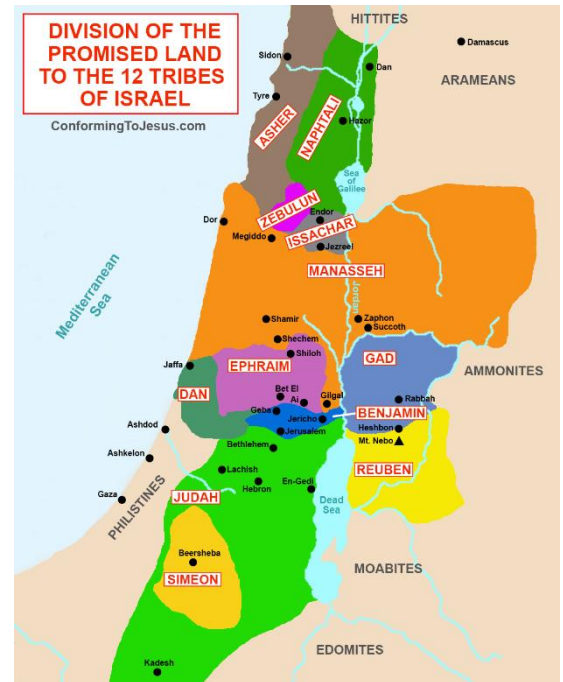 DIVISION OF THE
PROMISED LAND
TO THE 12 TRIBES
OF ISRAEL
ConformingToJesus.com
HITTITES
Damascus
Sidon
Dan
ARAMEANS
Tyre
ASHER
NAPHTALI
Hazor
Sea
of
Galilee
ZEBULUN
Dor
Endor
ISSACHAR
Megiddo
Jezreel
MANASSEH
Mediterranean
Sea
Jordan
Shamir
Zaphon
Succoth
Shechem
Shiloh
Jaffa
EPHRAIM
GAD
AMMONITES
DAN
Bet El
Ai
Gilgal
Rabbah
Geba
Jericho
BENJAMIN
Ashdod
Jerusalem
Heshbon
Mt. Nebo
Bethlehem
Ashkelon
Lachish
REUBEN
Hebron
En-Gedi
Gaza
JUDAH
Dead
Sea
PHILISTINES
Beersheba
SIMEON
MOABITES
EDOMITES
Kadesh